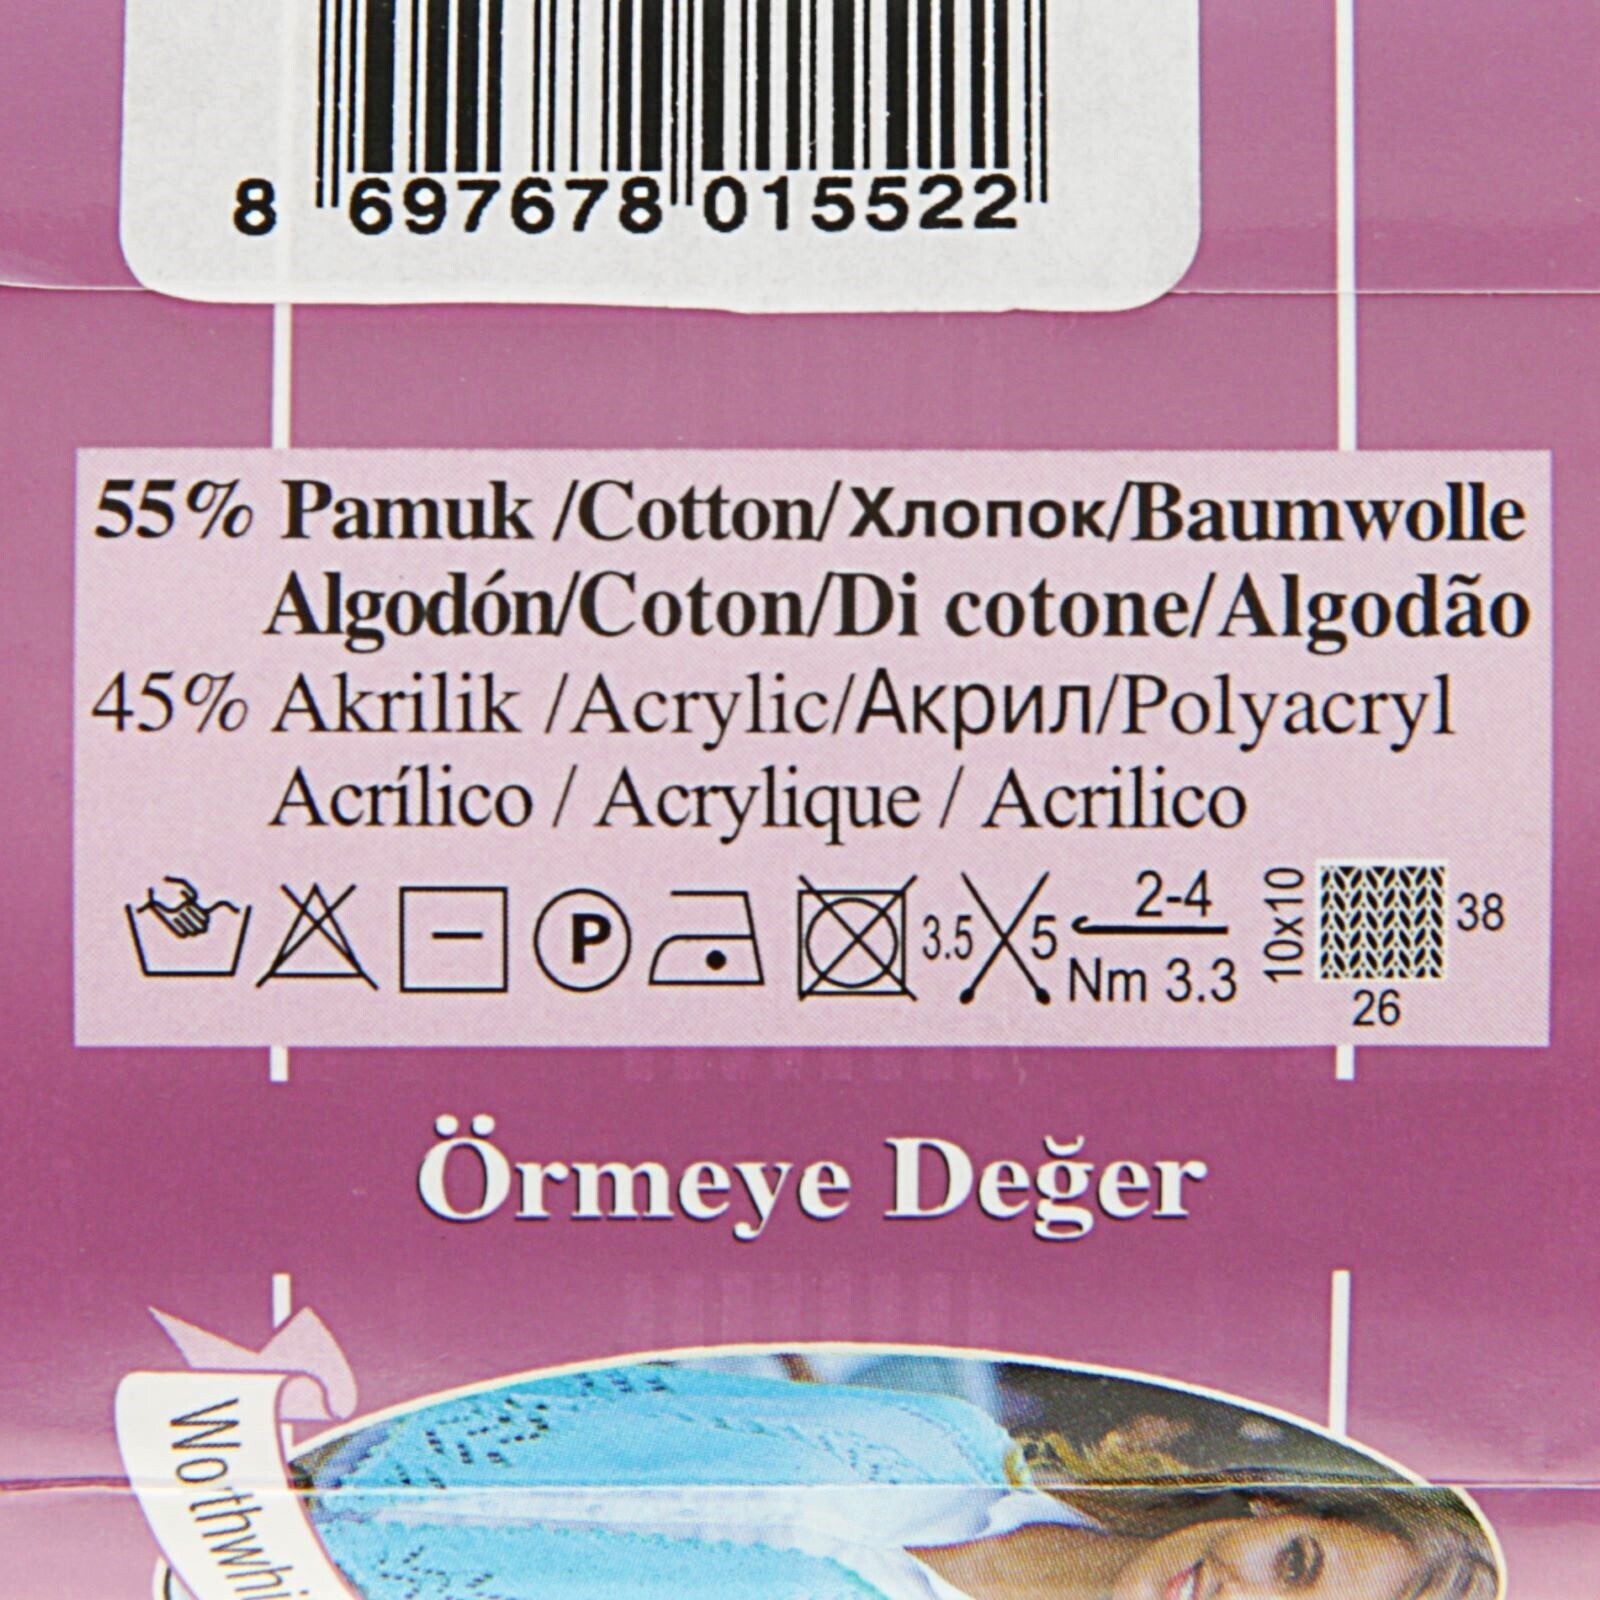 8 697678 015522
55% Pamuk /Cotton/Хлопок/Baumwolle
Algodón/Coton/Di cotone/Algodão
45% Akrilik /Acrylic/Акрил/Polyacryl
Acrílico / Acrylique / Acrilico
P
3.5 5
2-4
Nm 3.3
10x10
38
26
Örmeye Değer